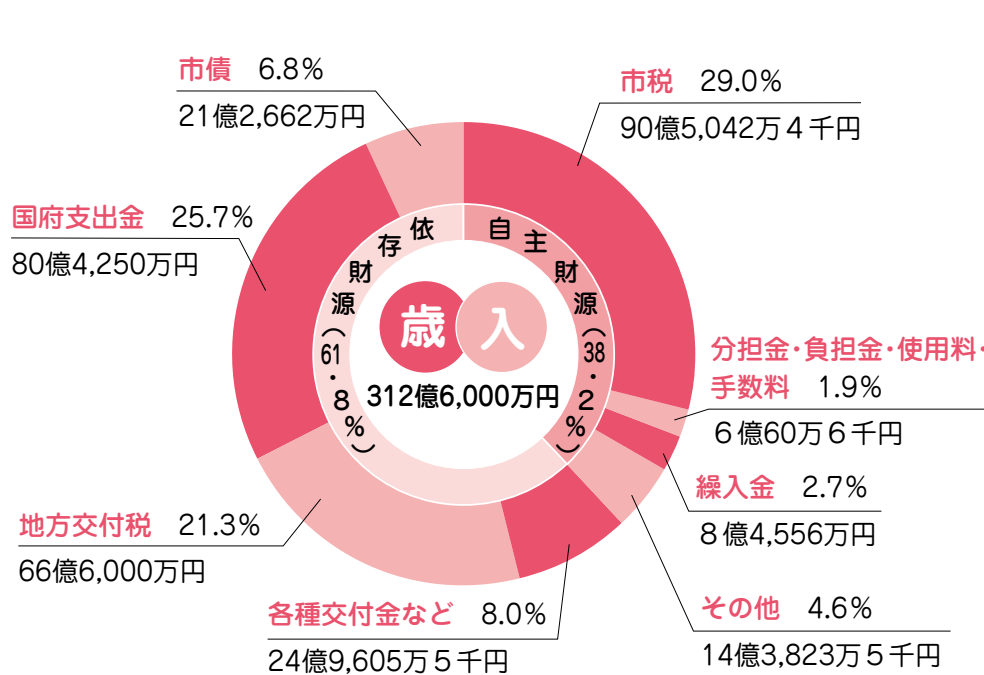 市債 6.8%
21億2,662万円
市税 29.0%
90億5,042万4千円
国府支出金 25.7%
80億4,250万円
依存財源(61.8%)
自主財源(38.2%)
歳入
312億6,000万円
分担金・負担金・使用料・
手数料 1.9%
6億60万6千円
繰入金 2.7%
8億4,556万円
地方交付税 21.3%
66億6,000万円
各種交付金など 8.0%
24億9,605万5千円
その他 4.6%
14億3,823万5千円